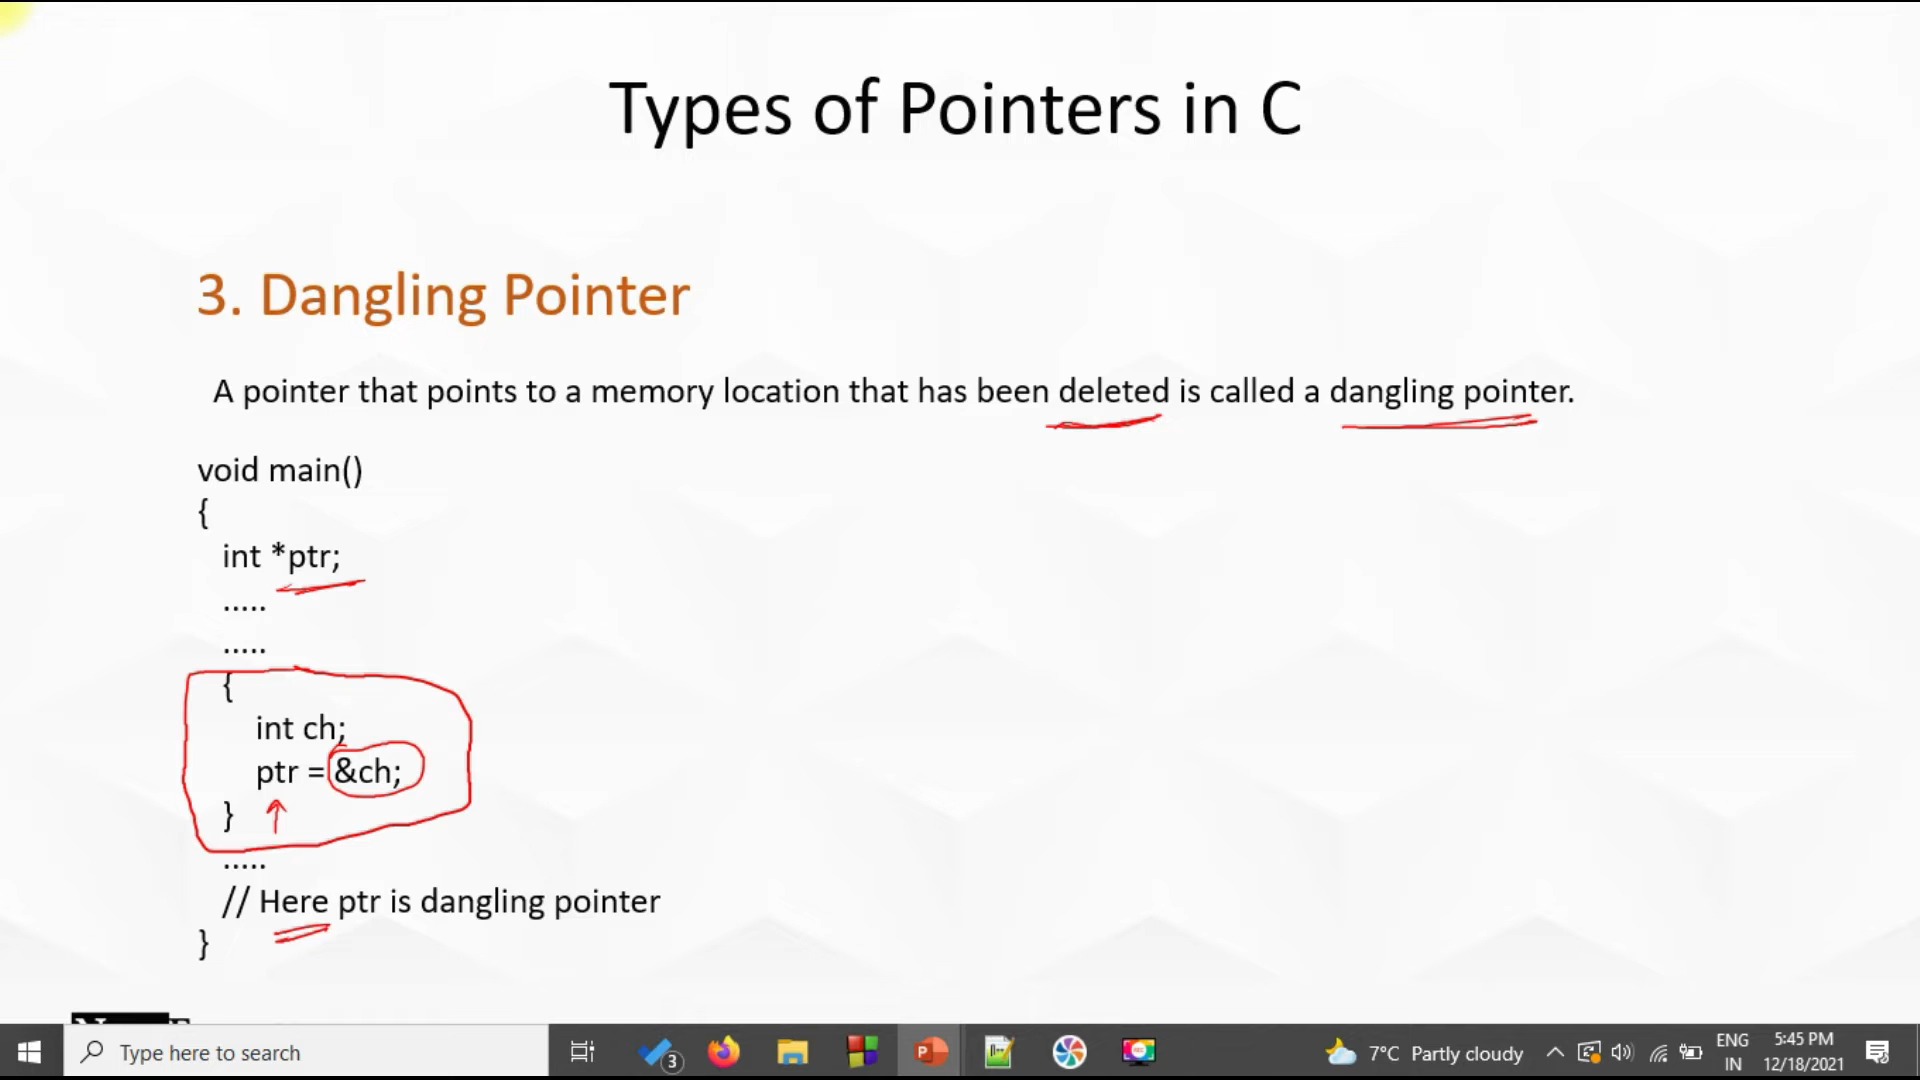 Types of Pointers in C
3. Dangling Pointer
A pointer that points to a memory location that has been deleted is called a dangling pointer.
void main()
{
int *ptr;
.....
.....
{
int ch;
ptr = &ch;
}
.....
// Here ptr is dangling pointer
}
Type here to search
3
7°C Partly cloudy
ENG
IN
5:45 PM
12/18/2021